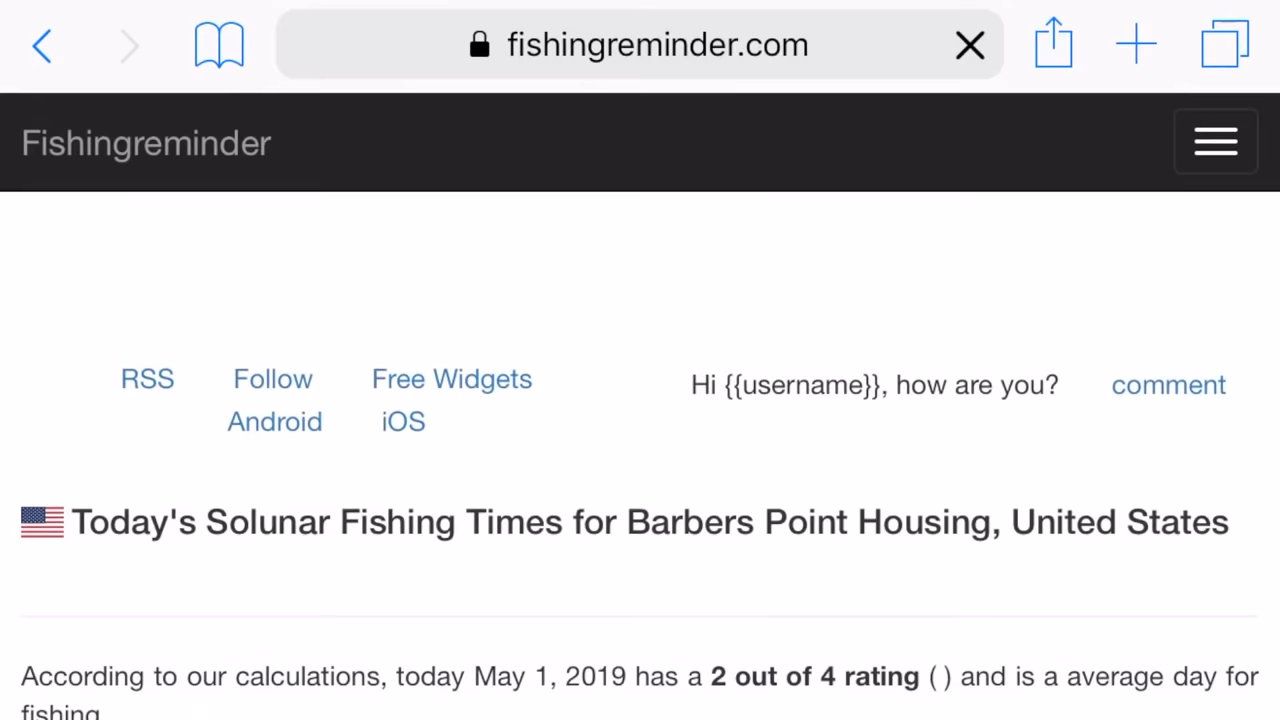 fishingreminder.com
Fishingreminder
RSS Follow Free Widgets
Hi {{username}}, how are you? comment
Android iOS
Today's Solunar Fishing Times for Barbers Point Housing, United States
According to our calculations, today May 1, 2019 has a 2 out of 4 rating ( ) and is a average day for
fishing